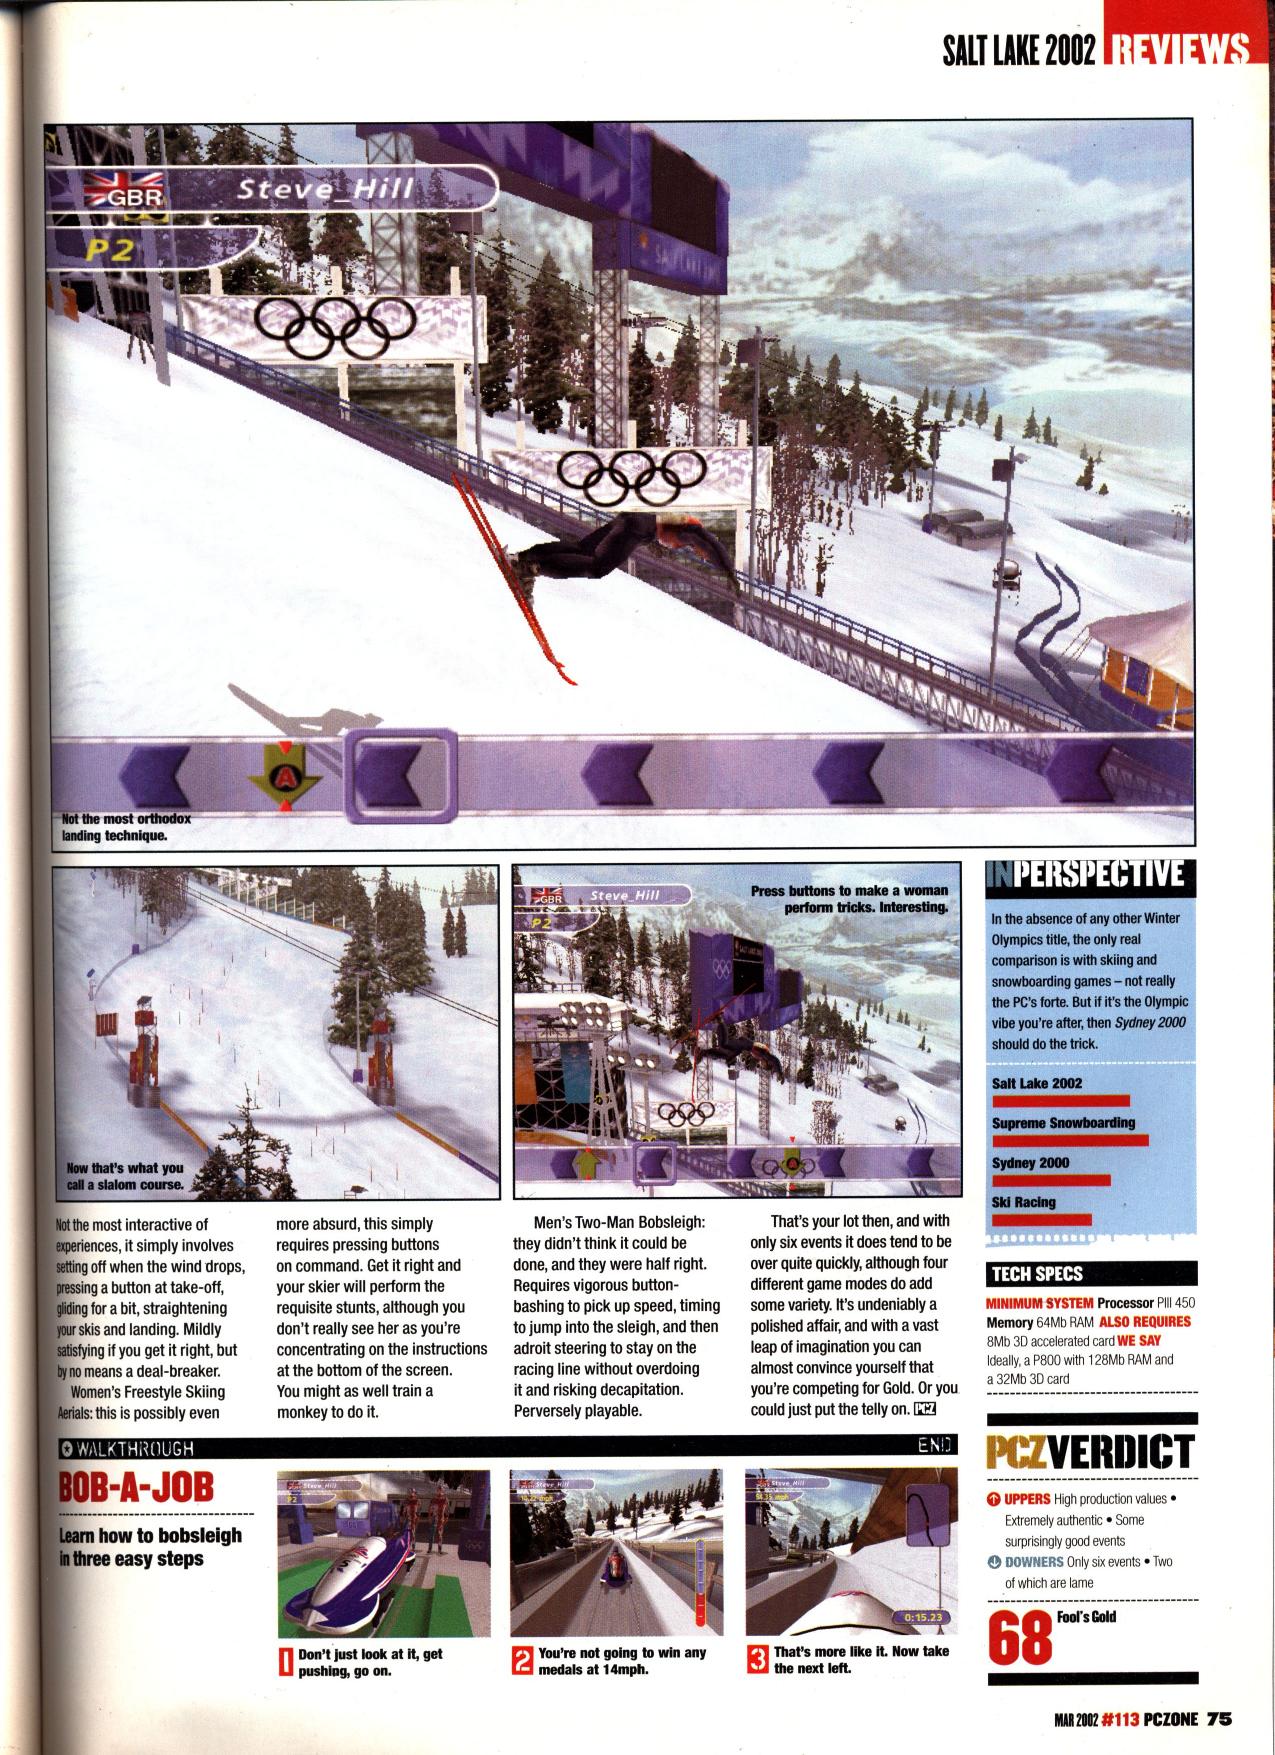 SALT LAKE 2002 REVIEWS
GBR Steve_Hill
P2
SALT LAKE 2002
A
Not the most orthodox
landing technique.
Now that's what you
call a slalom course.
GBR Steve_Hill
P2
Press buttons to make a woman
perform tricks. Interesting.
SALT LAKE 2002
A
Not the most interactive of
experiences, it simply involves
setting off when the wind drops,
pressing a button at take-off,
gliding for a bit, straightening
your skis and landing. Mildly
satisfying if you get it right, but
by no means a deal-breaker.
Women's Freestyle Skiing
Aerials: this is possibly even
more absurd, this simply
requires pressing buttons
on command. Get it right and
your skier will perform the
requisite stunts, although you
don't really see her as you're
concentrating on the instructions
at the bottom of the screen.
You might as well train a
monkey to do it.
Men's Two-Man Bobsleigh:
they didn't think it could be
done, and they were half right.
Requires vigorous button-
bashing to pick up speed, timing
to jump into the sleigh, and then
adroit steering to stay on the
racing line without overdoing
it and risking decapitation.
Perversely playable.
That's your lot then, and with
only six events it does tend to be
over quite quickly, although four
different game modes do add
some variety. It's undeniably a
polished affair, and with a vast
leap of imagination you can
almost convince yourself that
you're competing for Gold. Or you
could just put the telly on. PCZ
INPERSPECTIVE
In the absence of any other Winter
Olympics title, the only real
comparison is with skiing and
snowboarding games – not really
the PC's forte. But if it's the Olympic
vibe you're after, then Sydney 2000
should do the trick.
Salt Lake 2002
Supreme Snowboarding
Sydney 2000
Ski Racing
TECH SPECS
MINIMUM SYSTEM Processor PIII 450
Memory 64Mb RAM ALSO REQUIRES
8Mb 3D accelerated card WE SAY
Ideally, a P800 with 128Mb RAM and
a 32Mb 3D card
PCZVERDICT
UPPERS High production values •
Extremely authentic • Some
surprisingly good events
DOWNERS Only six events • Two
of which are lame
68 Fool's Gold
WALKTHROUGH END
BOB-A-JOB
Learn how to bobsleigh
in three easy steps
Steve_Hill
P2
1 Don't just look at it, get
pushing, go on.
Steve_Hill
2 You're not going to win any
medals at 14mph.
Steve_Hill
0:15.23
3 That's more like it. Now take
the next left.
MAR 2002 #113 PCZONE 75